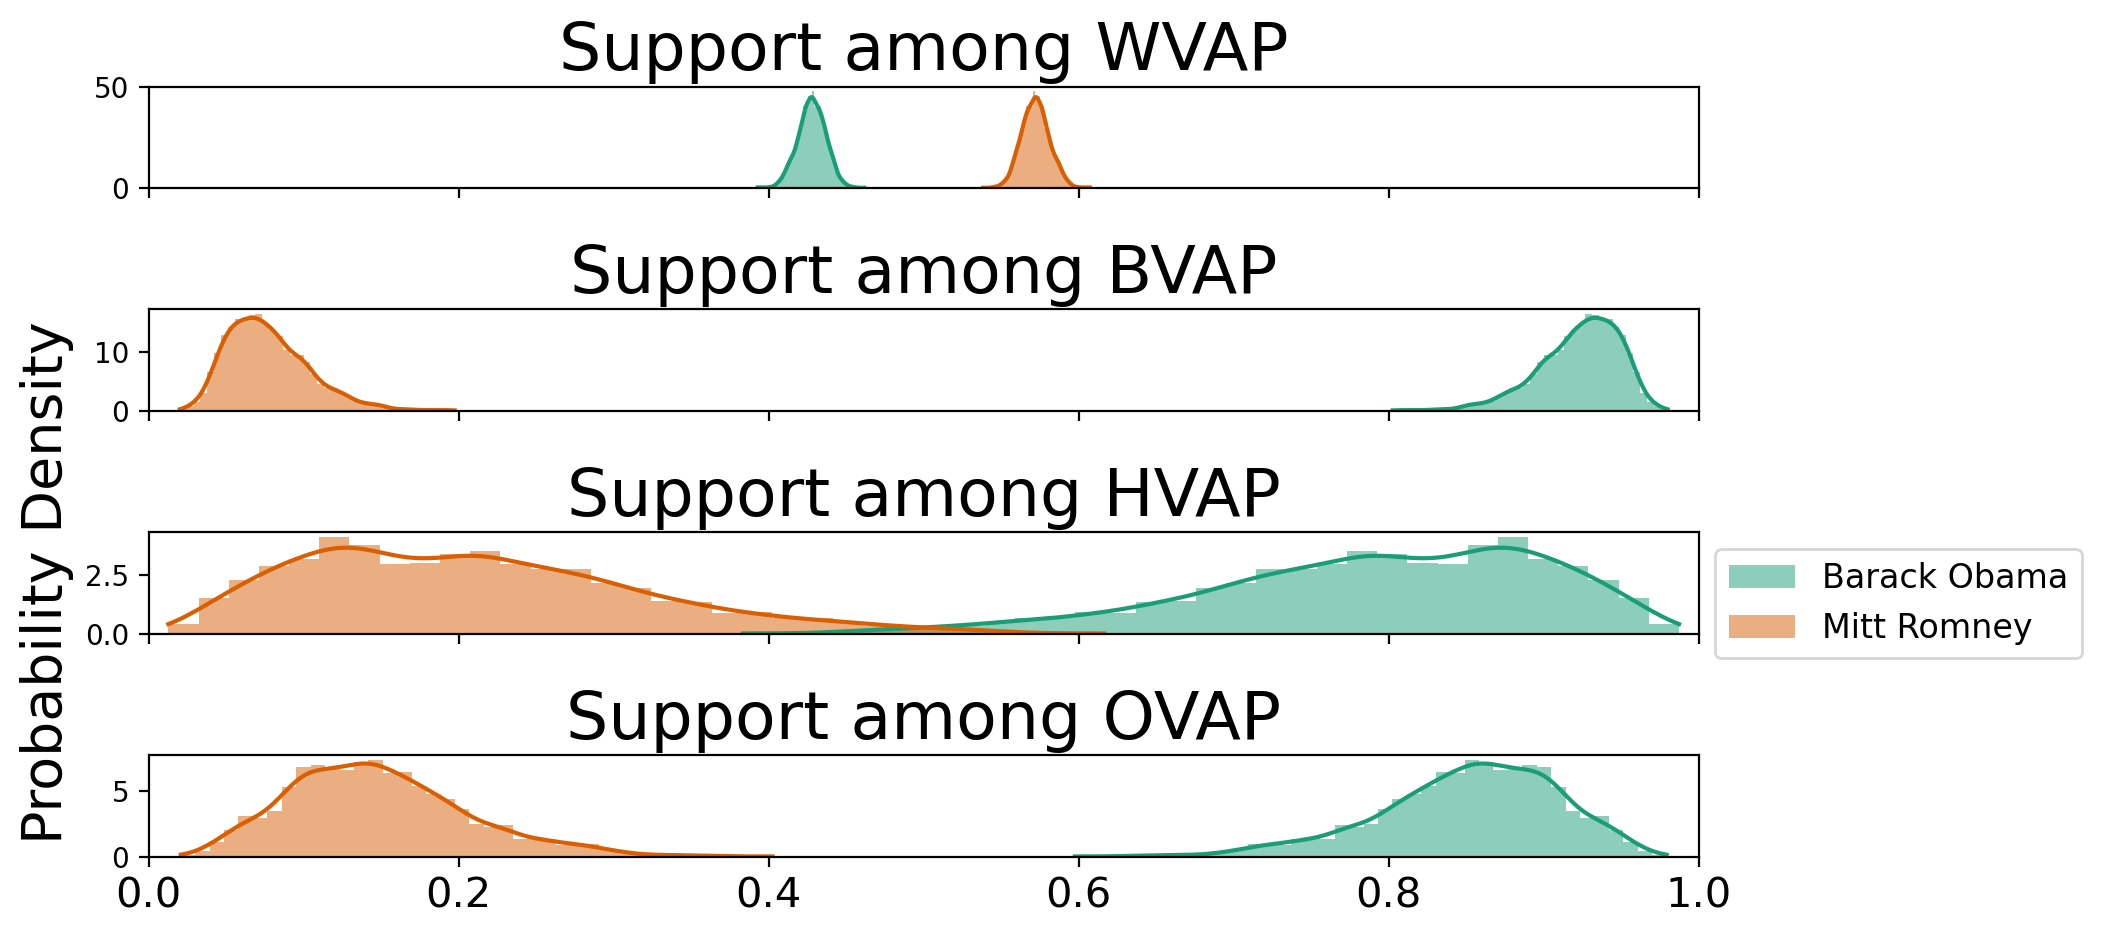 Support among WVAP
50
0
Support among BVAP
10
0
Support among HVAP
2.5
0.0
Support among OVAP
5
0
0.0 0.2 0.4 0.6 0.8 1.0
Probability Density
Barack Obama
Mitt Romney